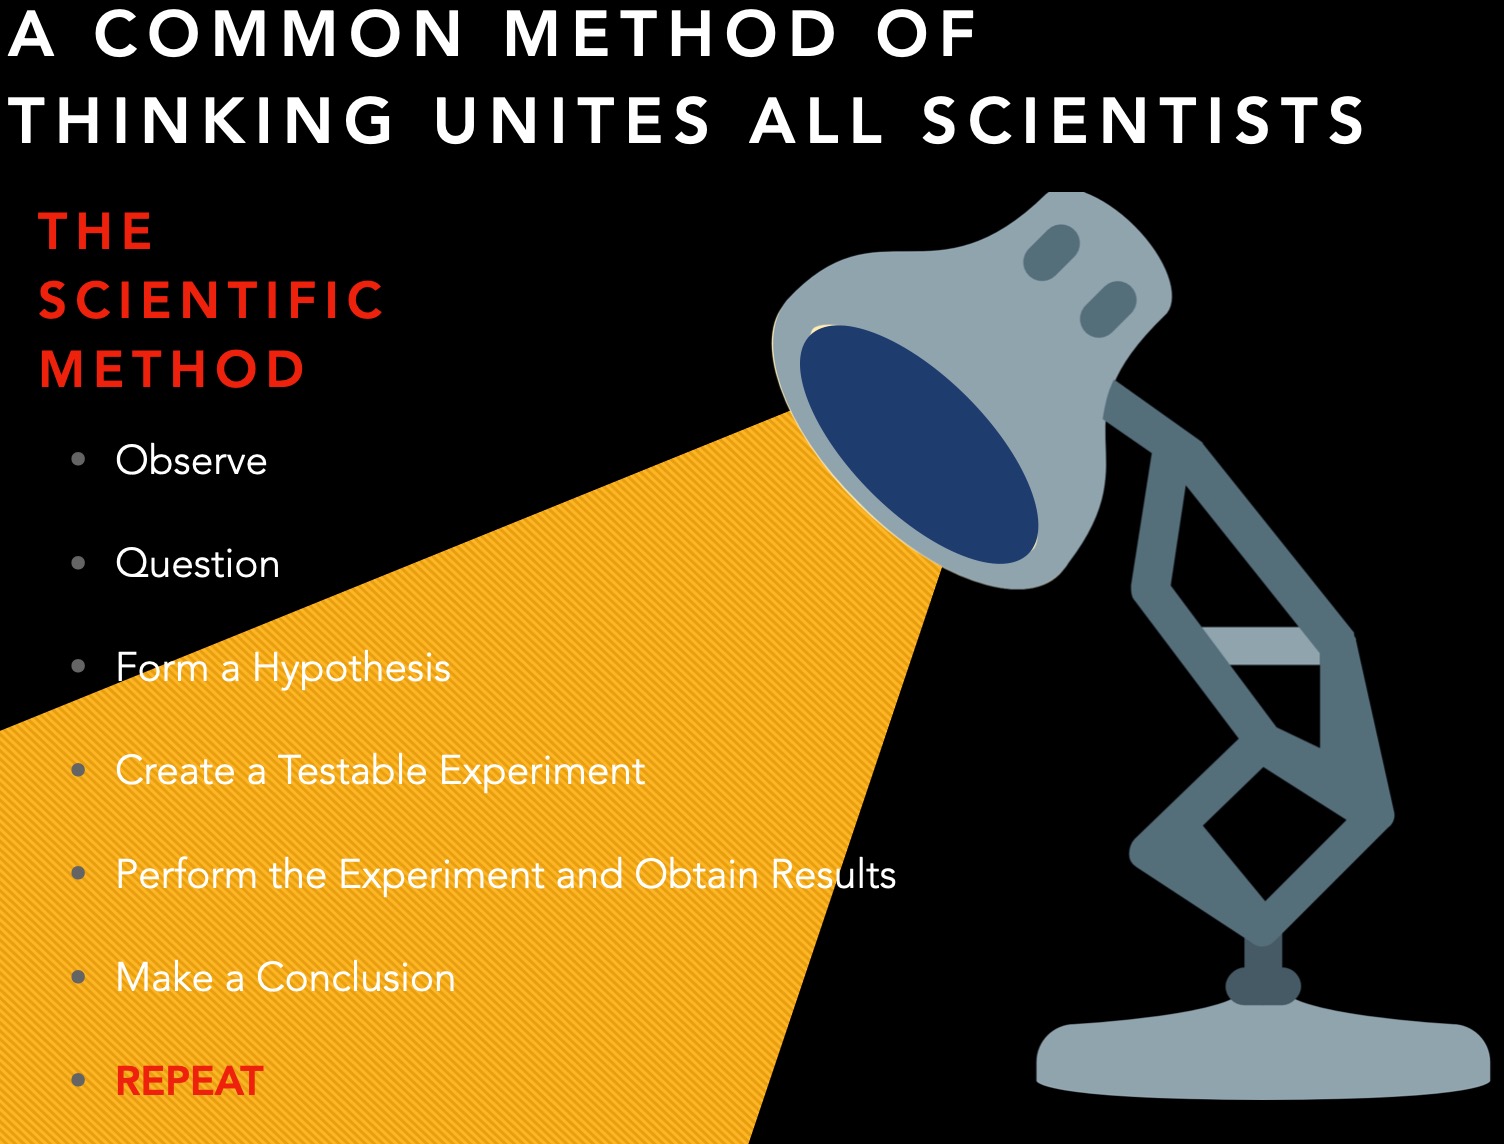 A COMMON METHOD OF
THINKING UNITES ALL SCIENTISTS
THE
SCIENTIFIC
METHOD
• Observe
• Question
• Form a Hypothesis
• Create a Testable Experiment
• Perform the Experiment and Obtain Results
• Make a Conclusion
• REPEAT